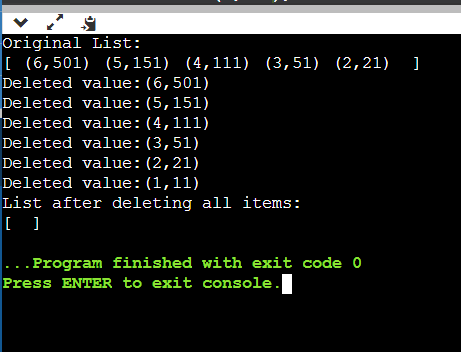 Original List:
[ (6,501) (5,151) (4,111) (3,51) (2,21)  ]
Deleted value:(6,501)
Deleted value:(5,151)
Deleted value:(4,111)
Deleted value:(3,51)
Deleted value:(2,21)
Deleted value:(1,11)
List after deleting all items:
[  ]
...Program finished with exit code 0
Press ENTER to exit console.